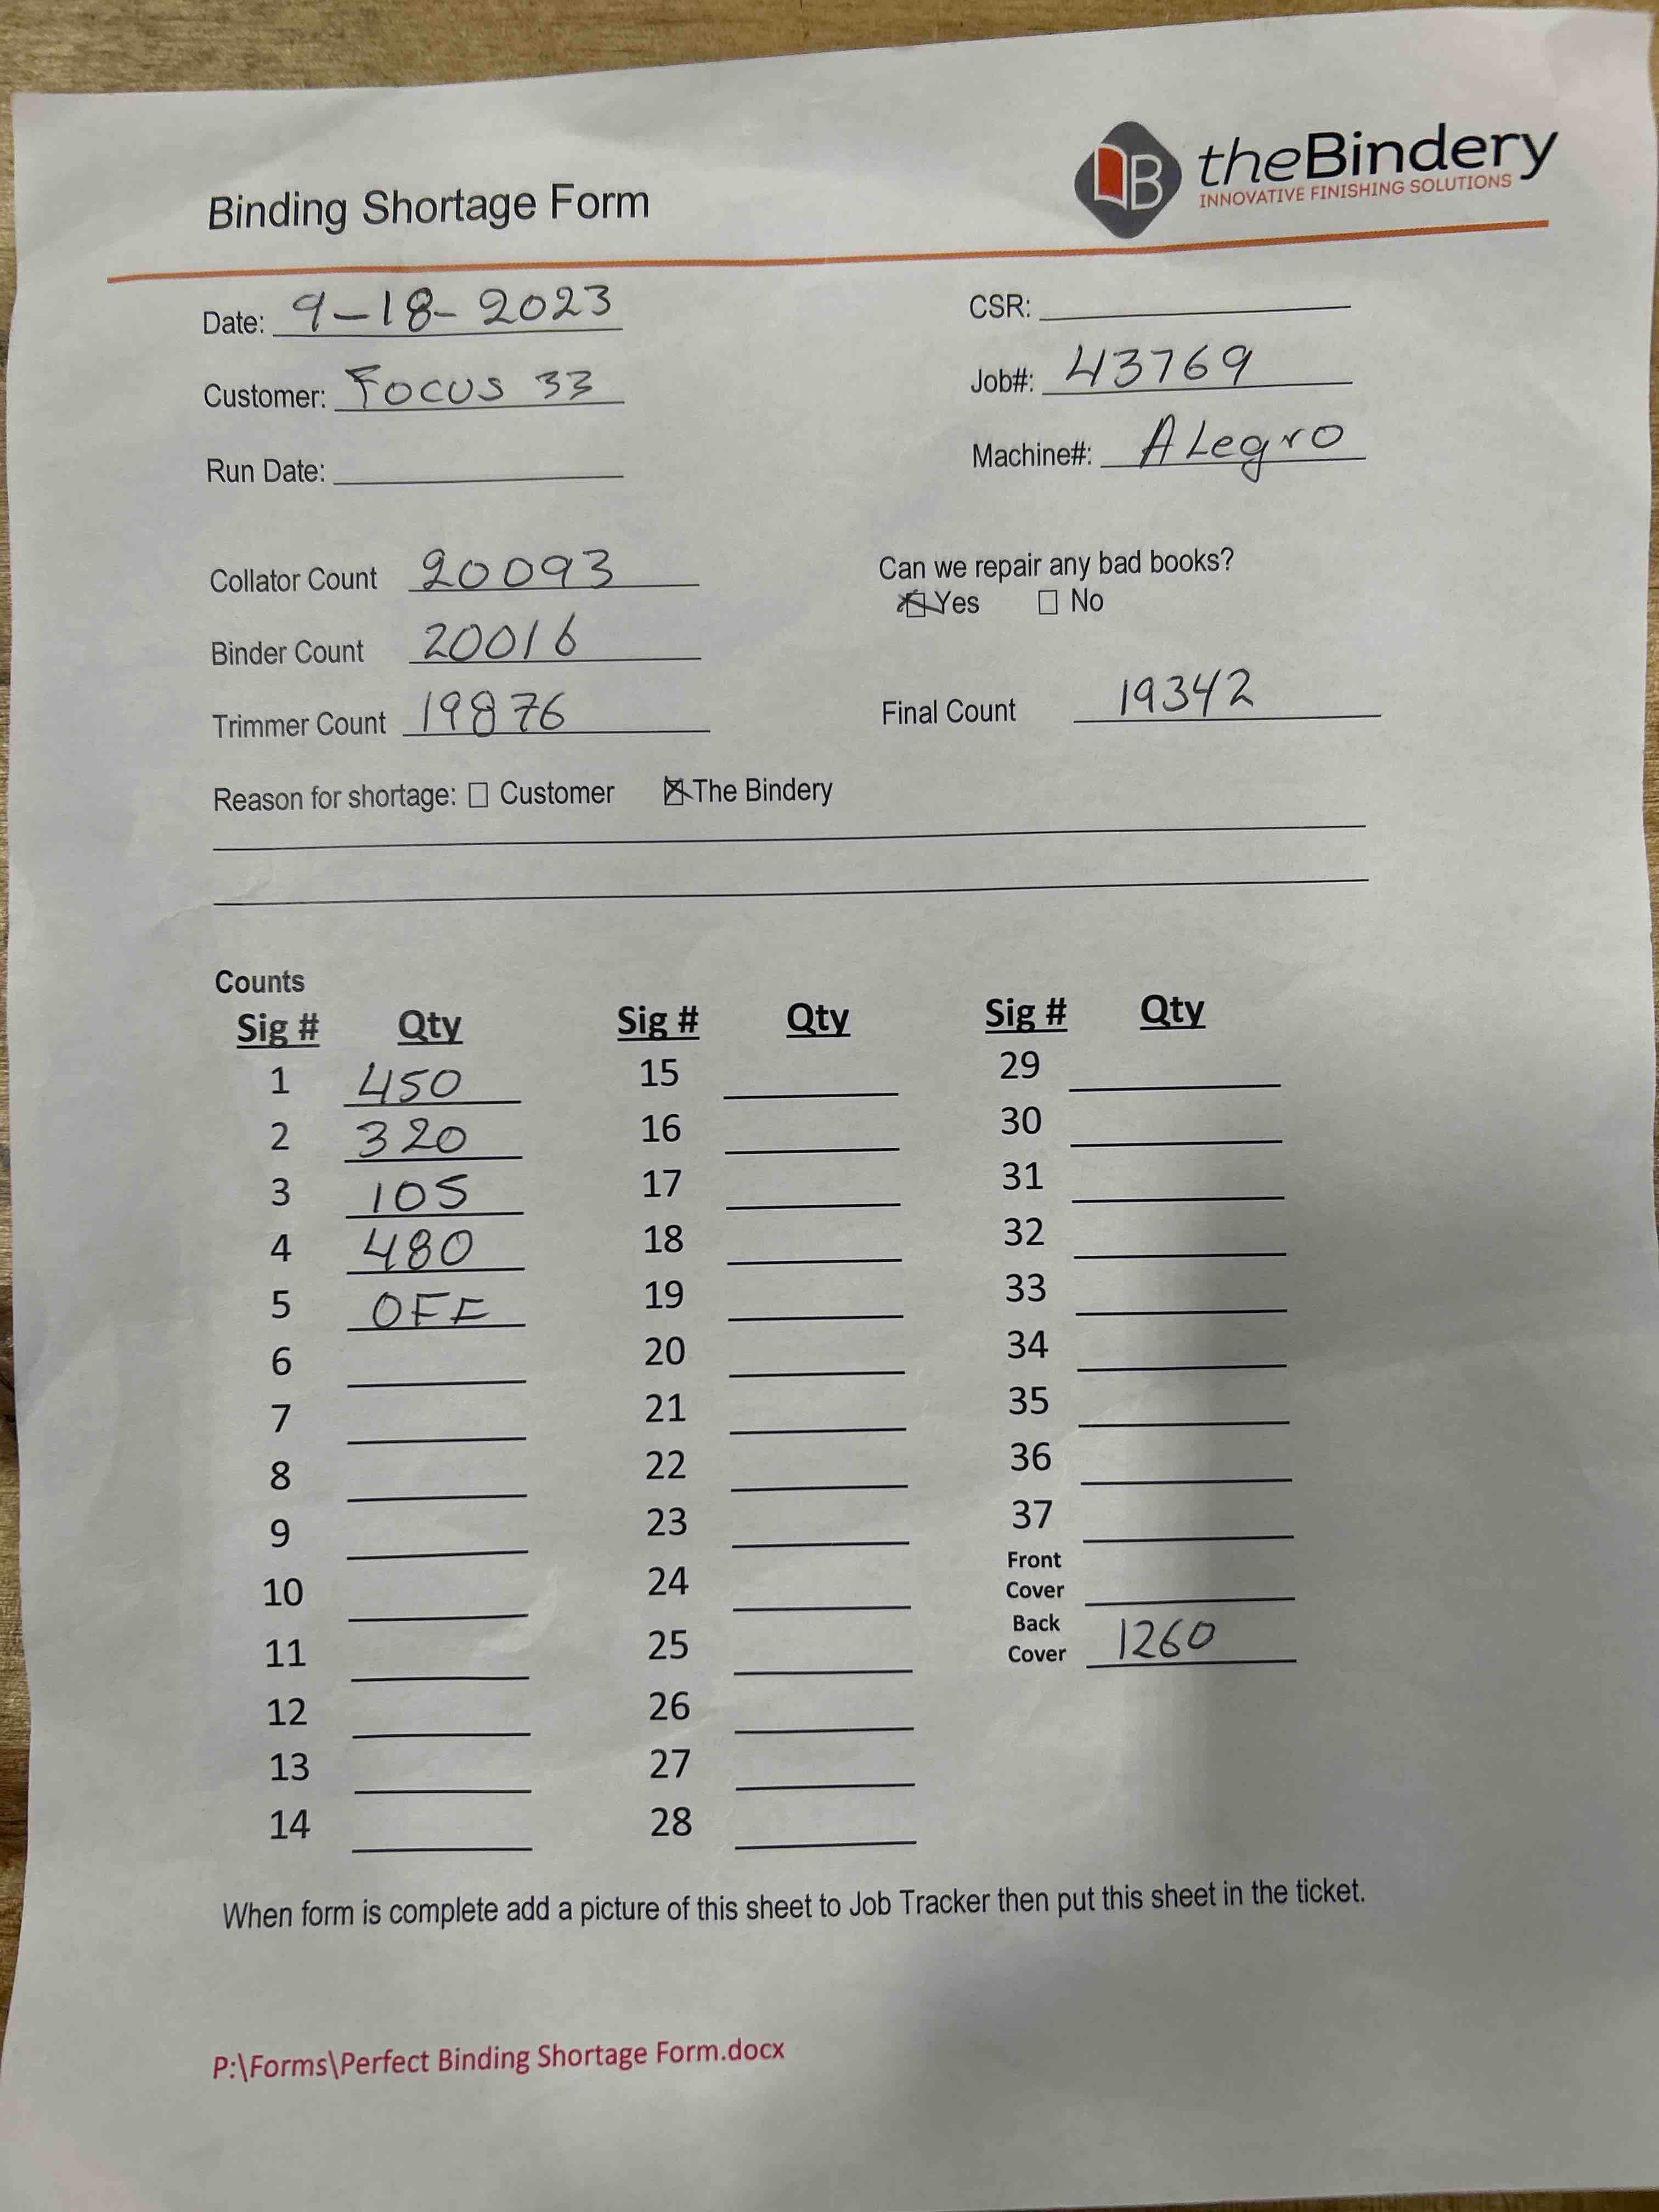 theBindery
INNOVATIVE FINISHING SOLUTIONS
Binding Shortage Form
Date: 9-18-2023 CSR:
Customer: Focus 33 Job#: 43769
Run Date: Machine#: ALegro
Collator Count 20093 Can we repair any bad books?
☒ Yes ☐ No
Binder Count 20016
Trimmer Count 19876 Final Count 19342
Reason for shortage: ☐ Customer ☒ The Bindery
Counts
Sig # Qty Sig # Qty Sig # Qty
1 450 15 29
2 320 16 30
3 105 17 31
4 480 18 32
5 OFF 19 33
6 20 34
7 21 35
8 22 36
9 23 37
10 24 Front Cover
11 25 Back Cover 1260
12 26
13 27
14 28
When form is complete add a picture of this sheet to Job Tracker then put this sheet in the ticket.
P:\Forms\Perfect Binding Shortage Form.docx